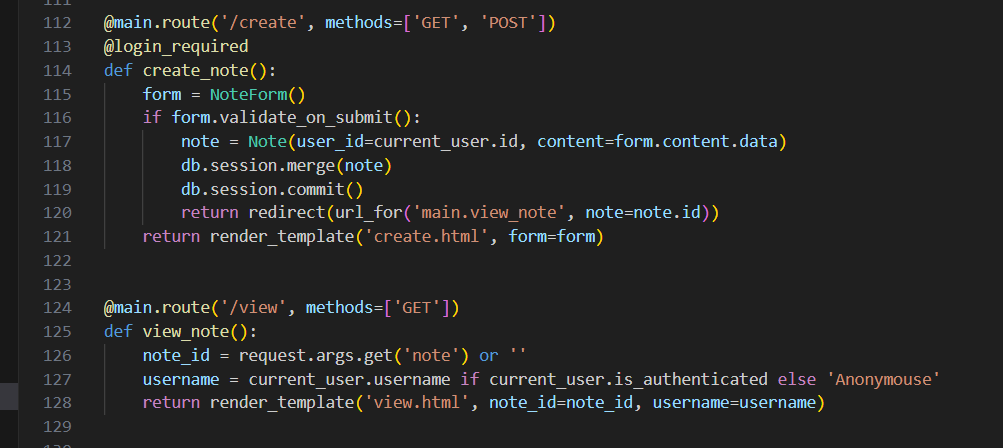 111
112 @main.route('/create', methods=['GET', 'POST'])
113 @login_required
114 def create_note():
115     form = NoteForm()
116     if form.validate_on_submit():
117         note = Note(user_id=current_user.id, content=form.content.data)
118         db.session.merge(note)
119         db.session.commit()
120         return redirect(url_for('main.view_note', note=note.id))
121     return render_template('create.html', form=form)
122
123
124 @main.route('/view', methods=['GET'])
125 def view_note():
126     note_id = request.args.get('note') or ''
127     username = current_user.username if current_user.is_authenticated else 'Anonymouse'
128     return render_template('view.html', note_id=note_id, username=username)
129
130